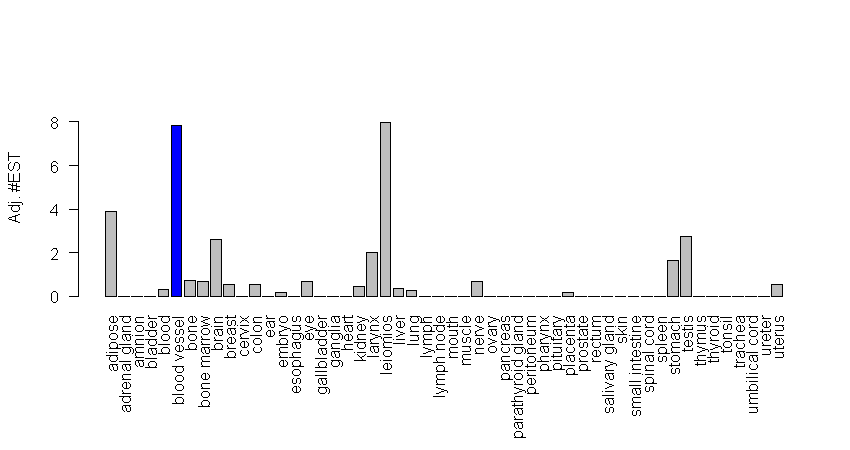 Adj. #EST
8
6
4
2
0
adipose
adrenal gland
amnion
bladder
blood
blood vessel
bone
bone marrow
brain
breast
cervix
colon
ear
embryo
esophagus
eye
gallbladder
ganglia
heart
kidney
larynx
leiomios
liver
lung
lymph
lymph node
mouth
muscle
nerve
ovary
pancreas
parathyroid gland
peritoneum
pharynx
pituitary
placenta
prostate
rectum
salivary gland
skin
small intestine
spinal cord
spleen
stomach
testis
thymus
thyroid
tonsil
trachea
umbilical cord
ureter
uterus